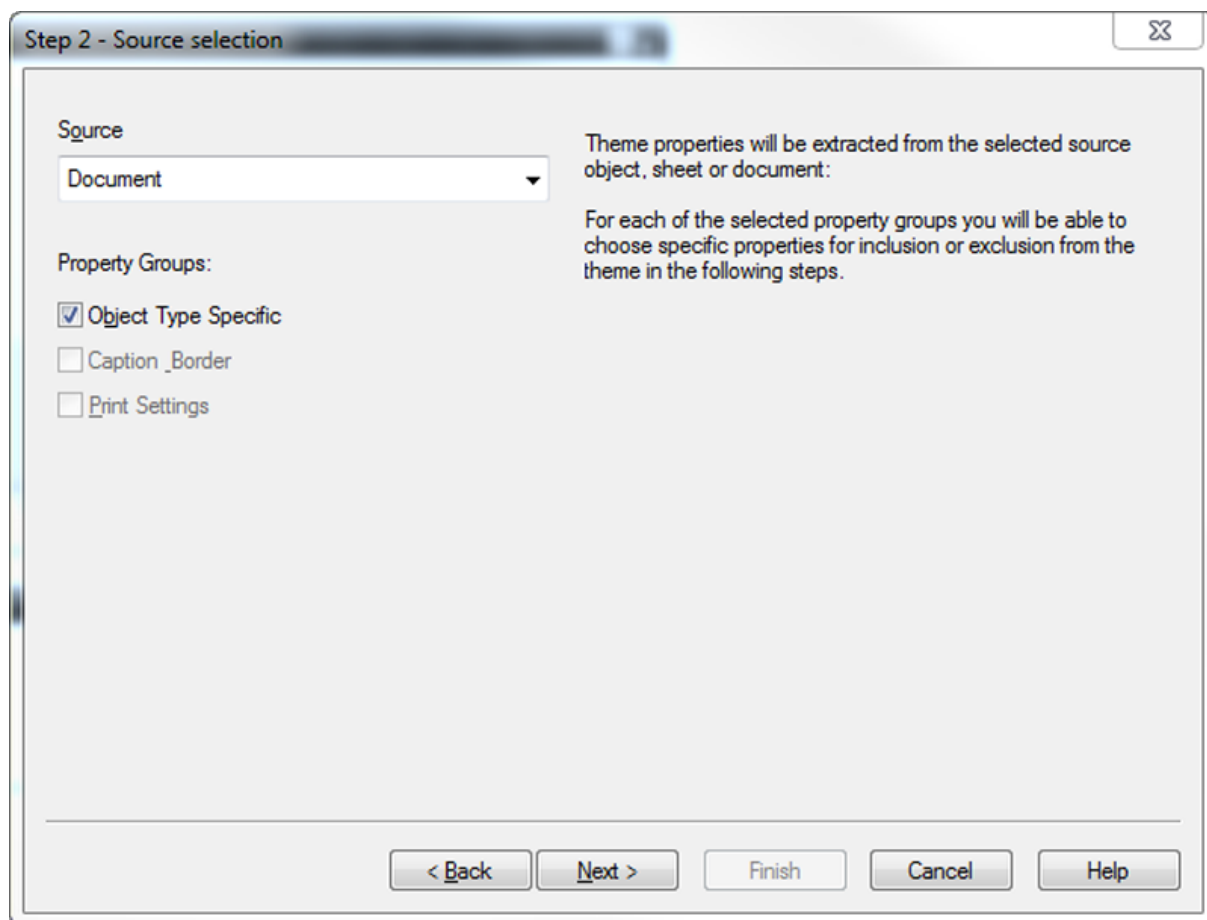 Step 2 - Source selection
Source
Document
Theme properties will be extracted from the selected source
object, sheet or document:
For each of the selected property groups you will be able to
choose specific properties for inclusion or exclusion from the
theme in the following steps.
Property Groups:
Object Type Specific
Caption _Border
Print Settings
< Back
Next >
Finish
Cancel
Help